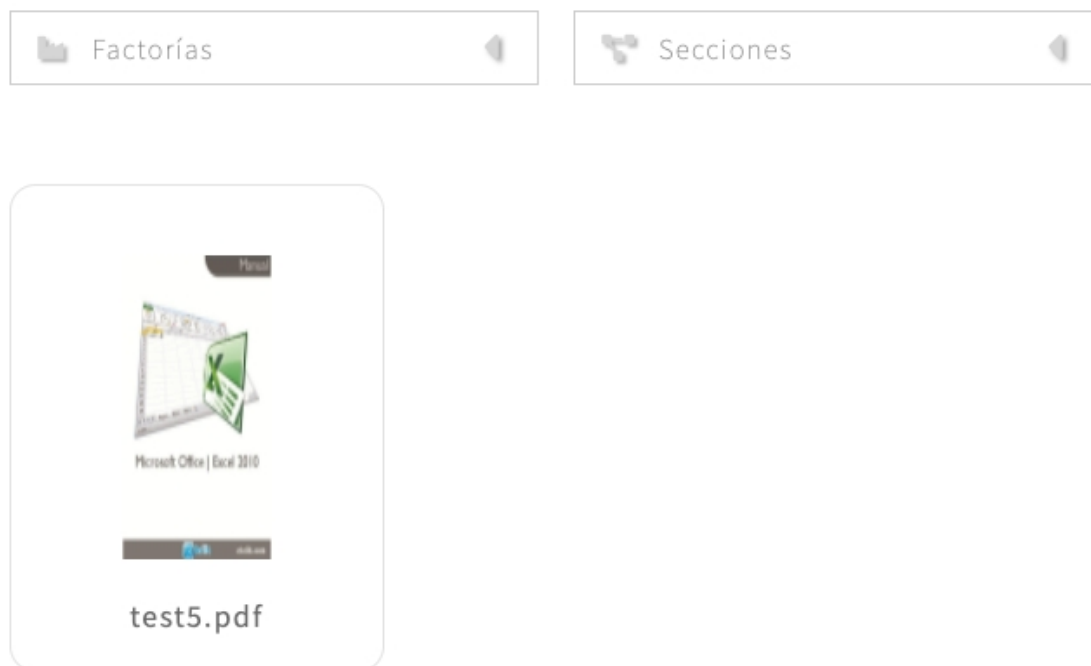 Factorías
Secciones
Manual
Microsoft Office | Excel 2010
test5.pdf